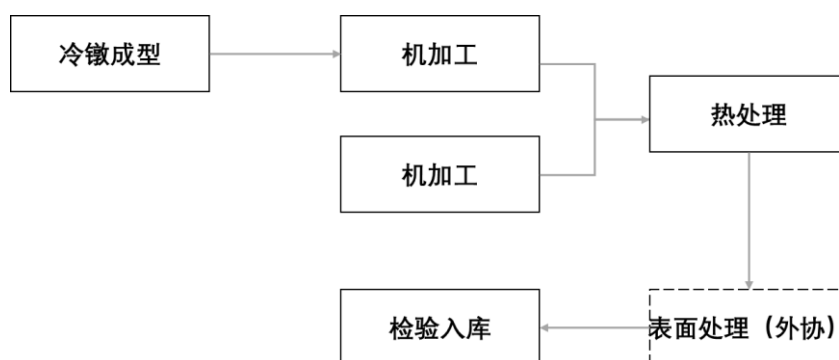 冷镦成型
机加工
热处理
机加工
检验入库
表面处理（外协）